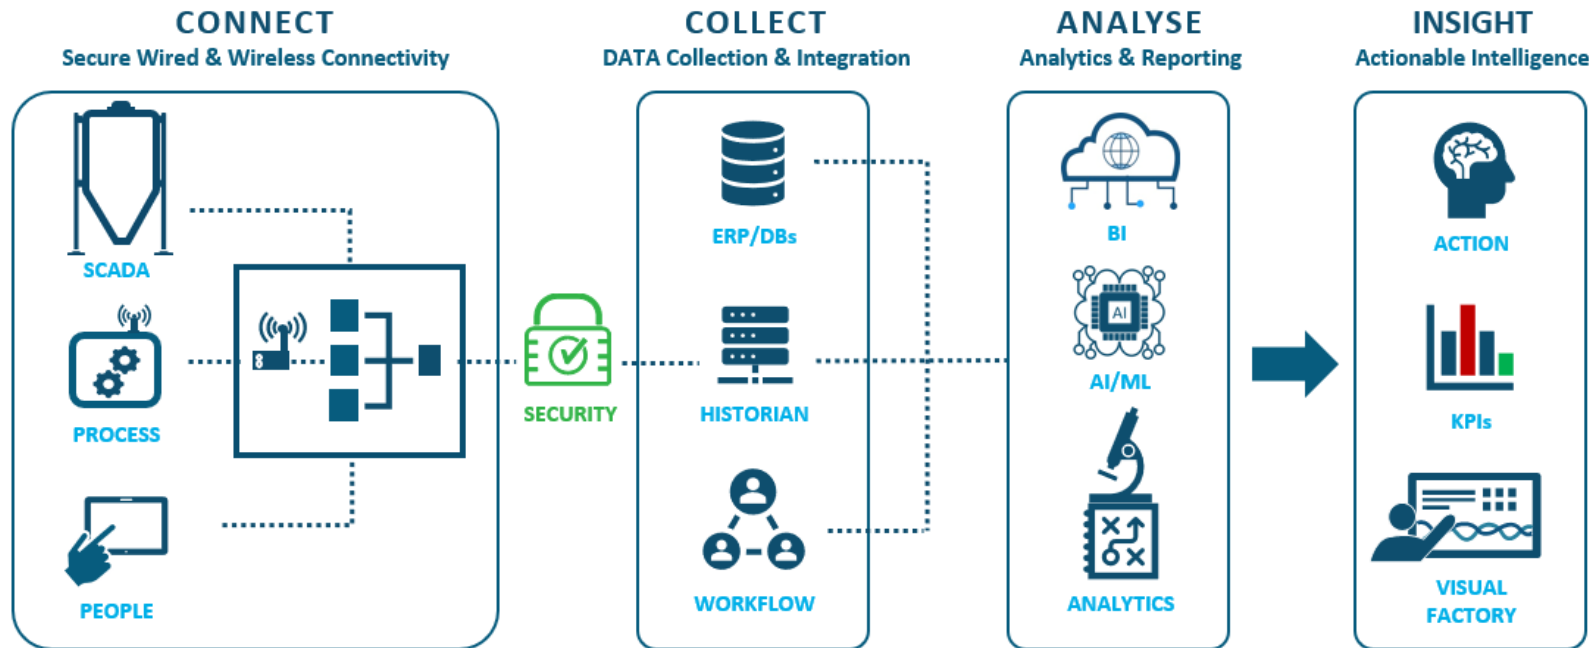 CONNECT
Secure Wired & Wireless Connectivity
SCADA
PROCESS
PEOPLE
SECURITY
COLLECT
DATA Collection & Integration
ERP/DBs
HISTORIAN
WORKFLOW
ANALYSE
Analytics & Reporting
BI
AI
AI/ML
ANALYTICS
INSIGHT
Actionable Intelligence
ACTION
KPIs
VISUAL
FACTORY